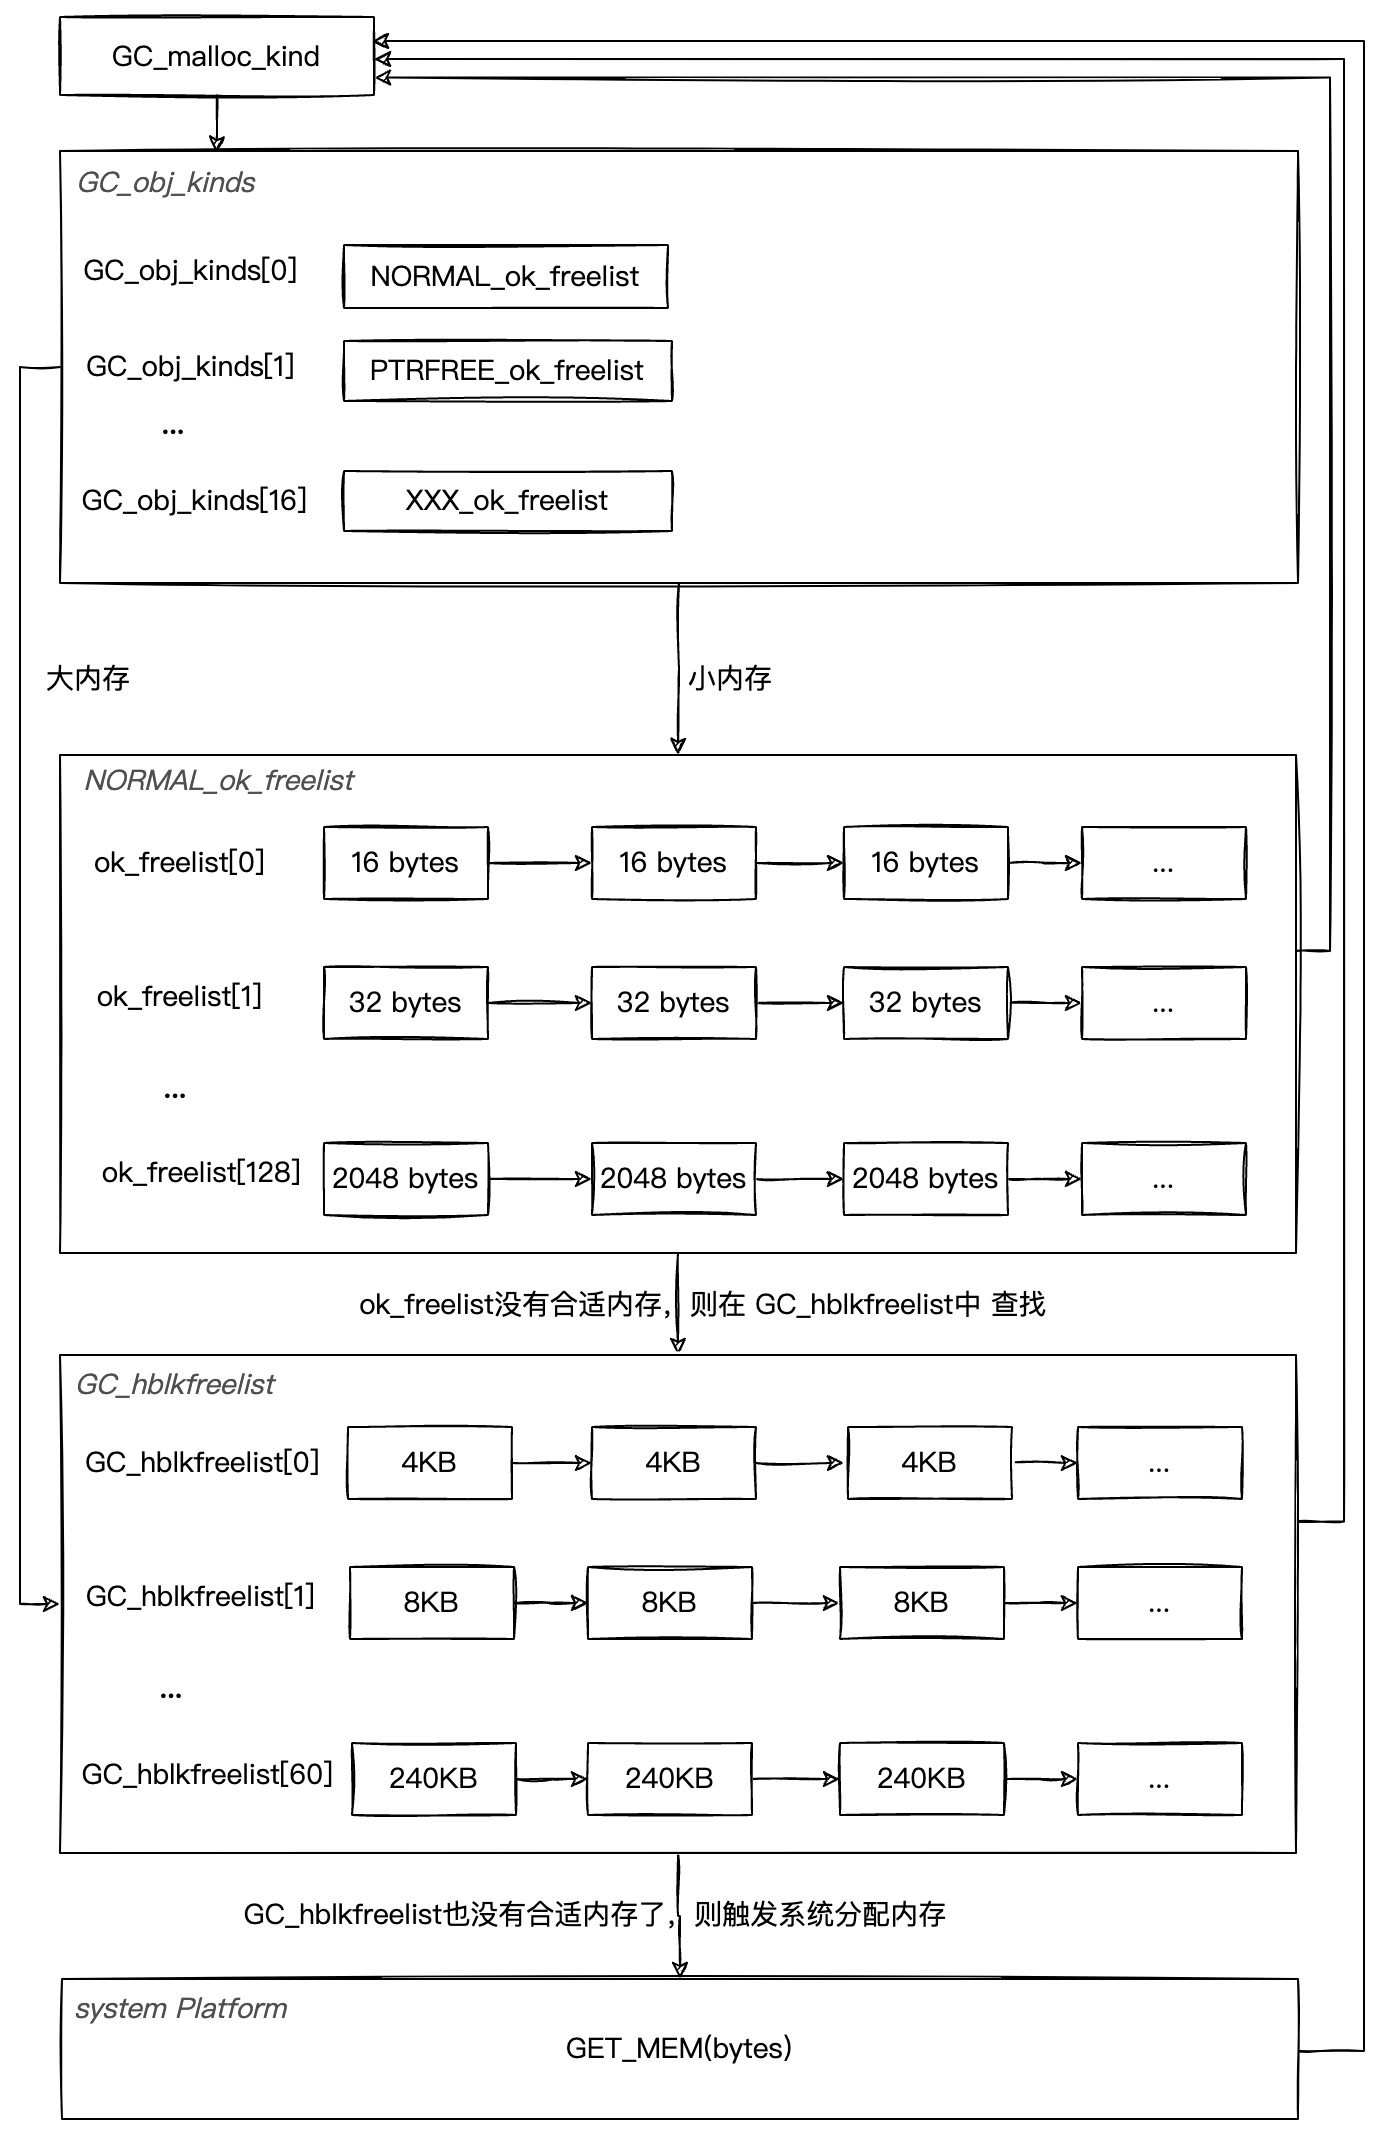 GC_malloc_kind
GC_obj_kinds
GC_obj_kinds[0] NORMAL_ok_freelist
GC_obj_kinds[1] PTRFREE_ok_freelist
...
GC_obj_kinds[16] XXX_ok_freelist
大内存 小内存
NORMAL_ok_freelist
ok_freelist[0] 16 bytes 16 bytes 16 bytes ...
ok_freelist[1] 32 bytes 32 bytes 32 bytes ...
...
ok_freelist[128] 2048 bytes 2048 bytes 2048 bytes ...
ok_freelist没有合适内存，则在 GC_hblkfreelist中 查找
GC_hblkfreelist
GC_hblkfreelist[0] 4KB 4KB 4KB ...
GC_hblkfreelist[1] 8KB 8KB 8KB ...
...
GC_hblkfreelist[60] 240KB 240KB 240KB ...
GC_hblkfreelist也没有合适内存了，则触发系统分配内存
system Platform
GET_MEM(bytes)